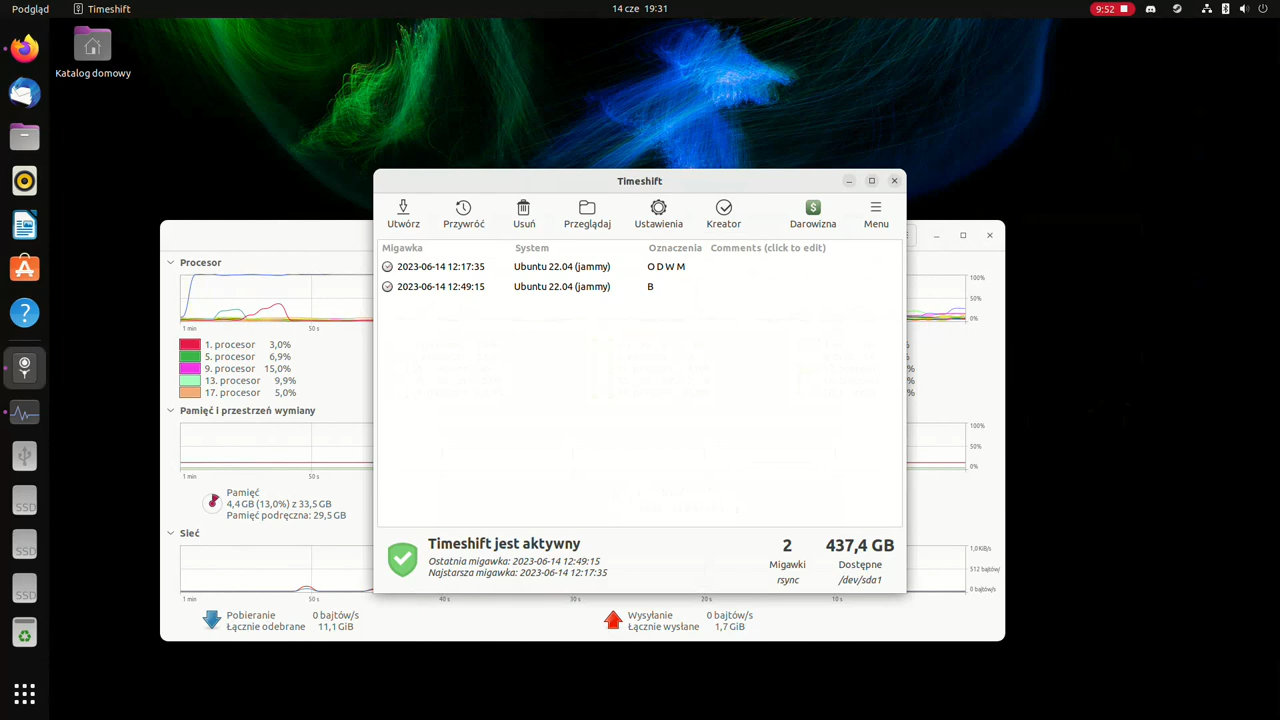 Podgląd Timeshift 14 cze 19:31 9:52
Katalog domowy
Timeshift
Utwórz Przywróć Usuń Przeglądaj Ustawienia Kreator Darowizna Menu
Migawka System Oznaczenia Comments (click to edit)
2023-06-14 12:17:35 Ubuntu 22.04 (jammy) O D W M
2023-06-14 12:49:15 Ubuntu 22.04 (jammy) B
Timeshift jest aktywny
Ostatnia migawka: 2023-06-14 12:49:15
Najstarsza migawka: 2023-06-14 12:17:35
2 437,4 GB
Migawki Dostępne
rsync /dev/sda1
Procesor
100%
50%
0%
1 min 50 s
1. procesor 3,0%
5. procesor 6,9%
9. procesor 15,0%
13. procesor 9,9%
17. procesor 5,0%
Pamięć i przestrzeń wymiany
100%
50%
0%
1 min 50 s
Pamięć
4,4 GB (13,0%) z 33,5 GB
Pamięć podręczna: 29,5 GB
Sieć
1,0 KiB/s
512 bajtów/
0 bajtów/s
1 min 50 s 40 s 30 s 20 s 10 s
Pobieranie 0 bajtów/s Wysyłanie 0 bajtów/s
Łącznie odebrane 11,1 GiB Łącznie wysłane 1,7 GiB
SSD
SSD
SSD